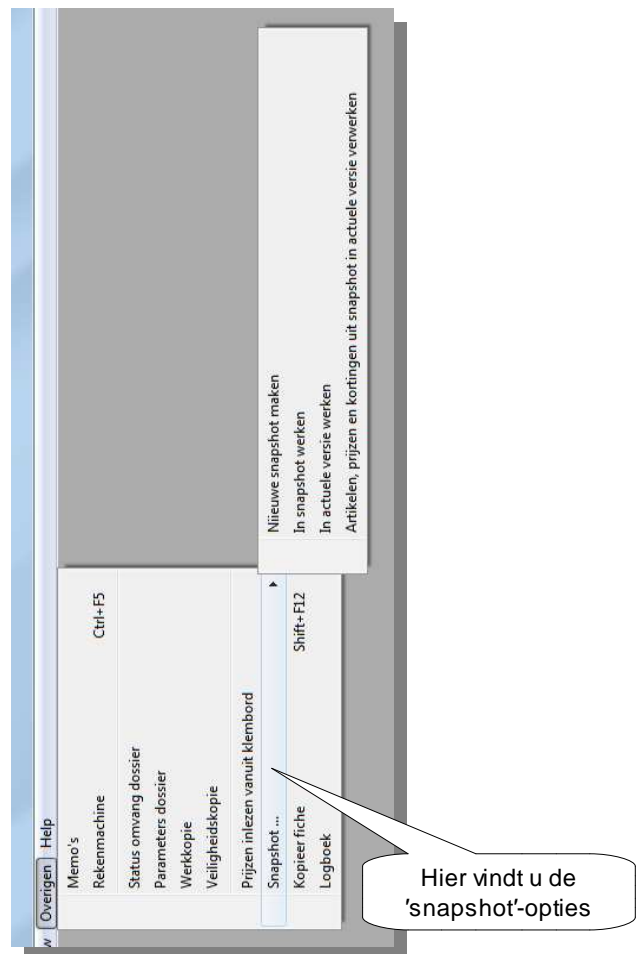 w Overigen Help
Memo's
Rekenmachine Ctrl+F5
Status omvang dossier
Parameters dossier
Werkkopie
Veiligheidskopie
Prijzen inlezen vanuit klembord
Snapshot ...
Kopieer fiche Shift+F12
Logboek
Niieuwe snapshot maken
In snapshot werken
In actuele versie werken
Artikelen, prijzen en kortingen uit snapshot in actuele versie verwerken
Hier vindt u de
'snapshot'-opties